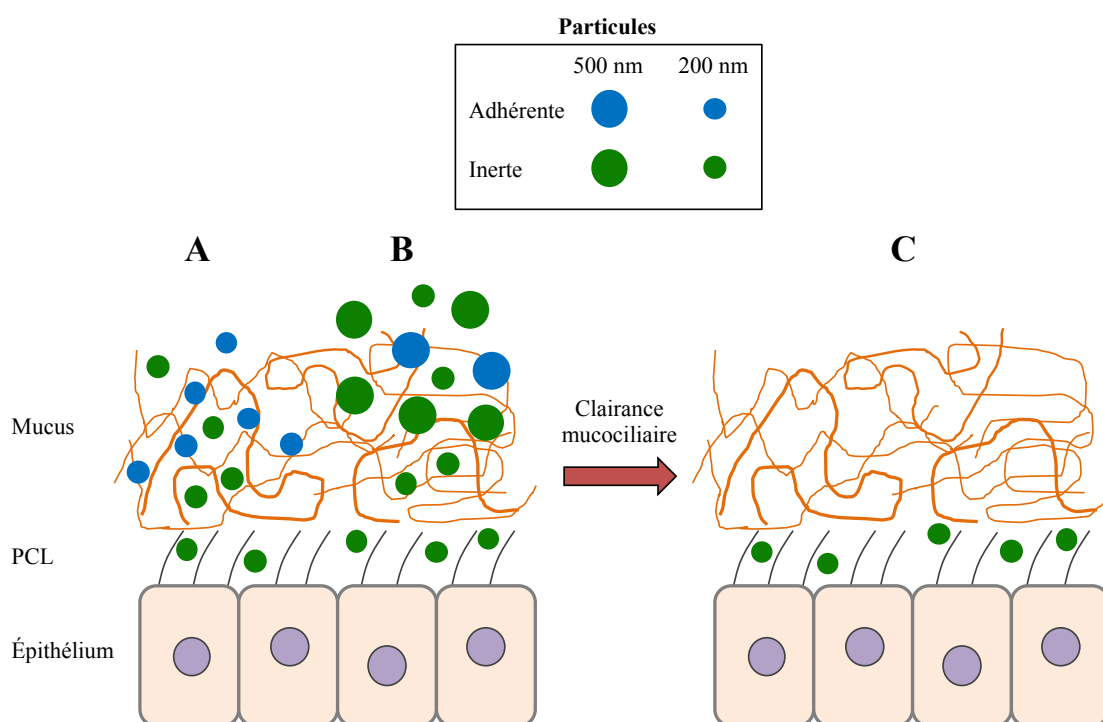 Particules
500 nm 200 nm
Adhérente
Inerte
A B C
Mucus
Clairance
mucociliaire
PCL
Épithélium